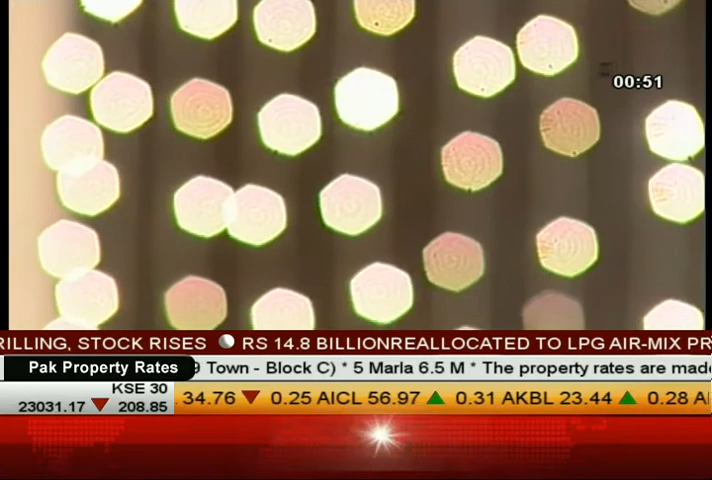 00:51
RILLING, STOCK RISES RS 14.8 BILLIONREALLOCATED TO LPG AIR-MIX PR
Pak Property Rates 9 Town - Block C) * 5 Marla 6.5 M * The property rates are made
KSE 30
23031.17 208.85
34.76 0.25 AICL 56.97 0.31 AKBL 23.44 0.28 A